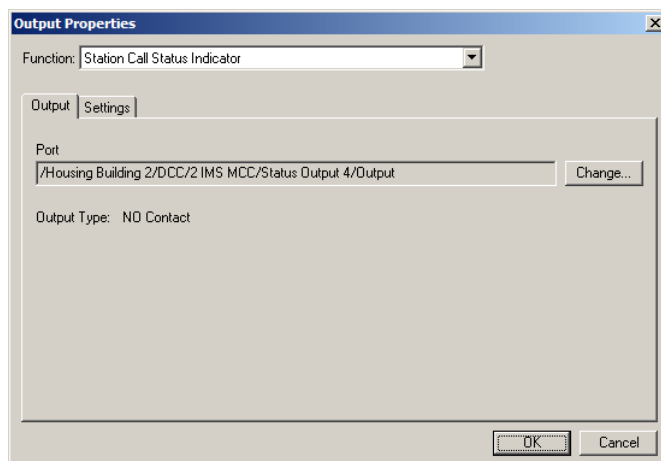 Output Properties
Function: Station Call Status Indicator
Output Settings
Port
/Housing Building 2/DCC/2 IMS MCC/Status Output 4/Output Change...
Output Type: NO Contact
OK Cancel